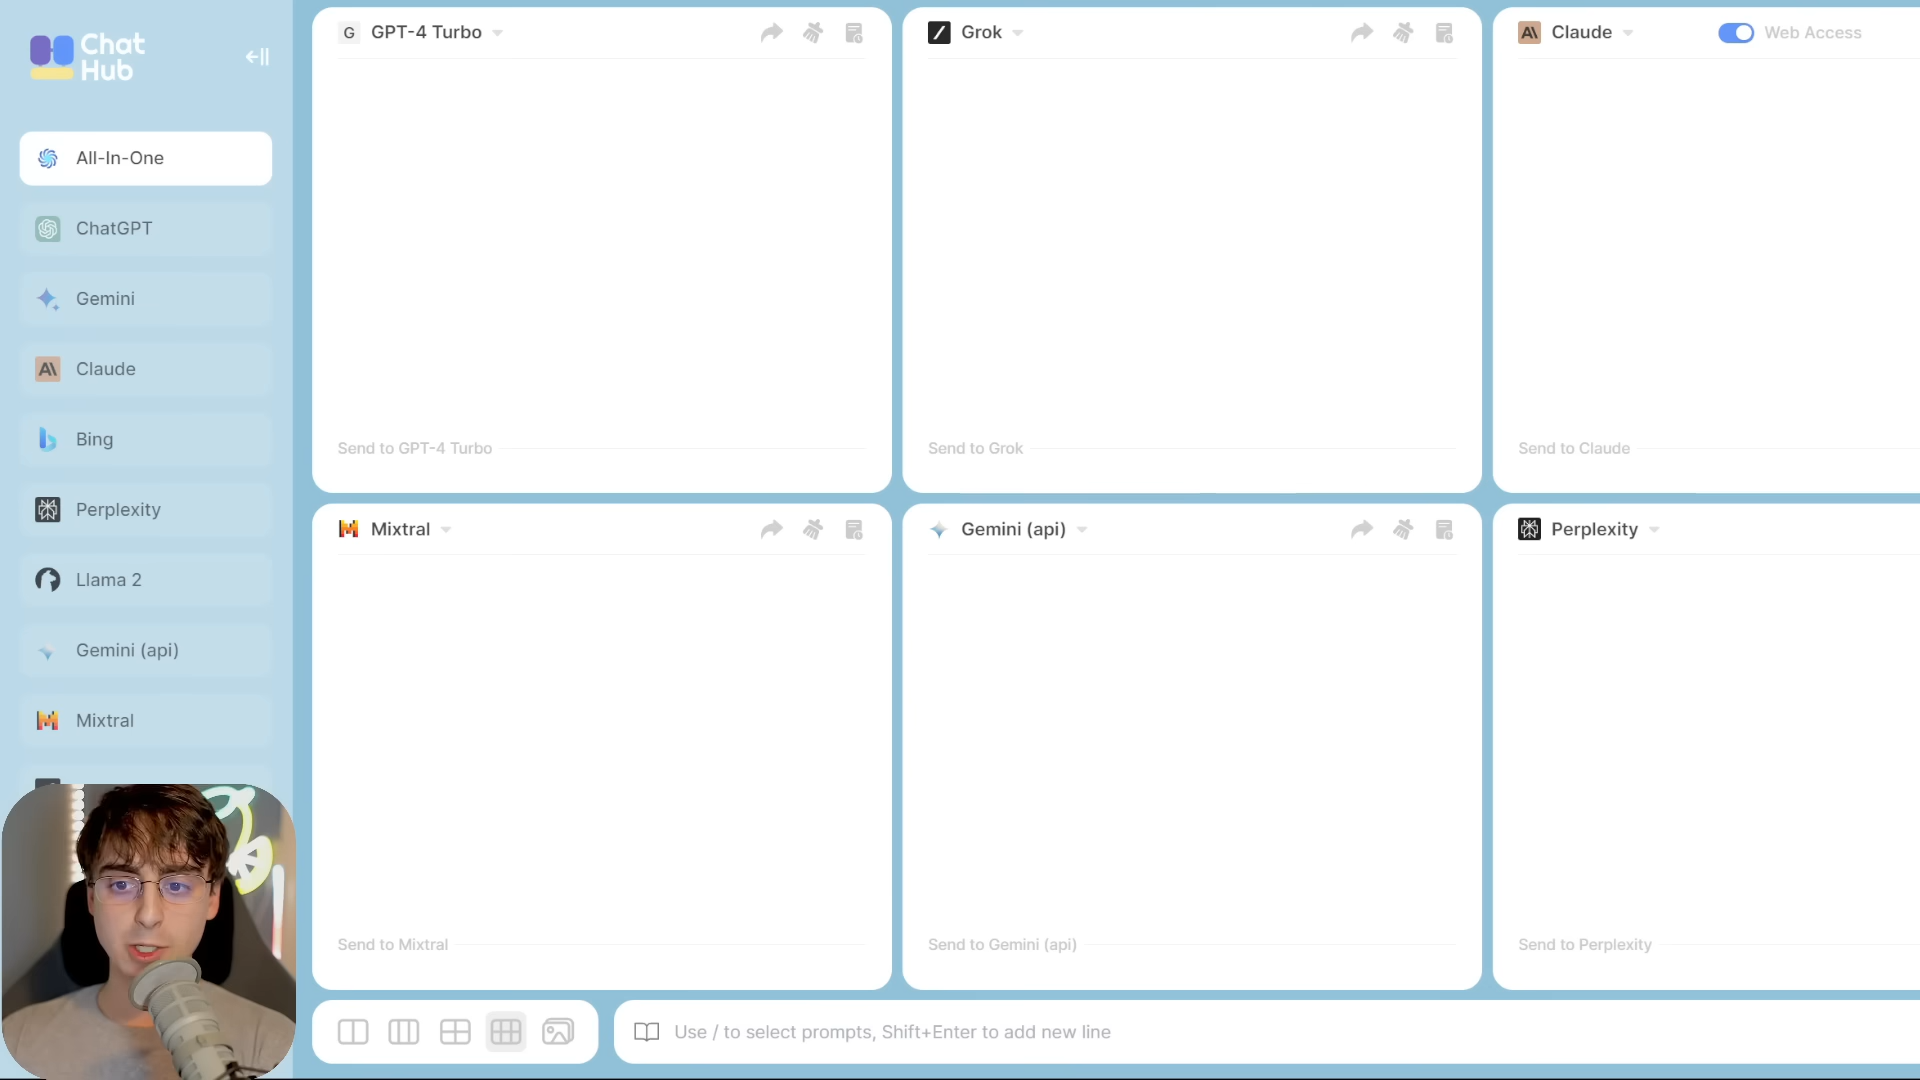 Chat
Hub
All-In-One
ChatGPT
Gemini
Claude
Bing
Perplexity
Llama 2
Gemini (api)
Mixtral
G GPT-4 Turbo
Send to GPT-4 Turbo
Grok
Send to Grok
Claude
Web Access
Send to Claude
Mixtral
Send to Mixtral
Gemini (api)
Send to Gemini (api)
Perplexity
Send to Perplexity
Use / to select prompts, Shift+Enter to add new line